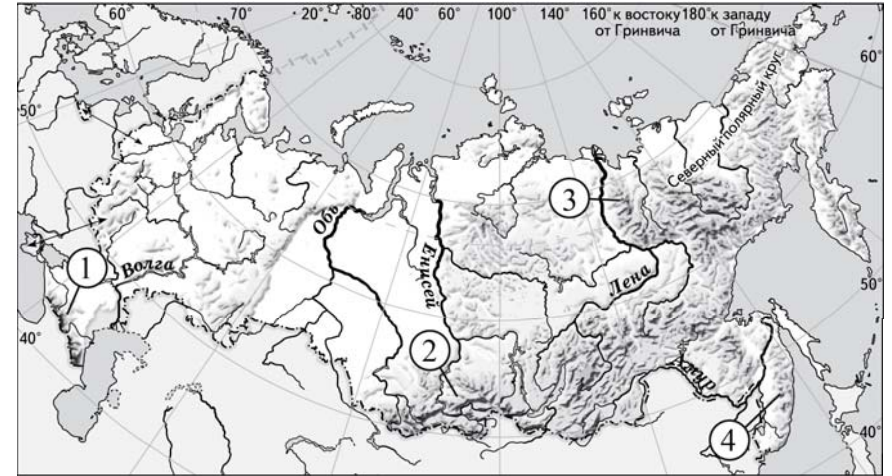 60° 70° 20° 80° 40° 60° 100° 140° 160° к востоку 180° к западу
от Гринвича от Гринвича
60°
50°
Северный полярный круг
3
Обь
Енисей
1
Волга
Лена
50°
40°
2
Амур
4
40°